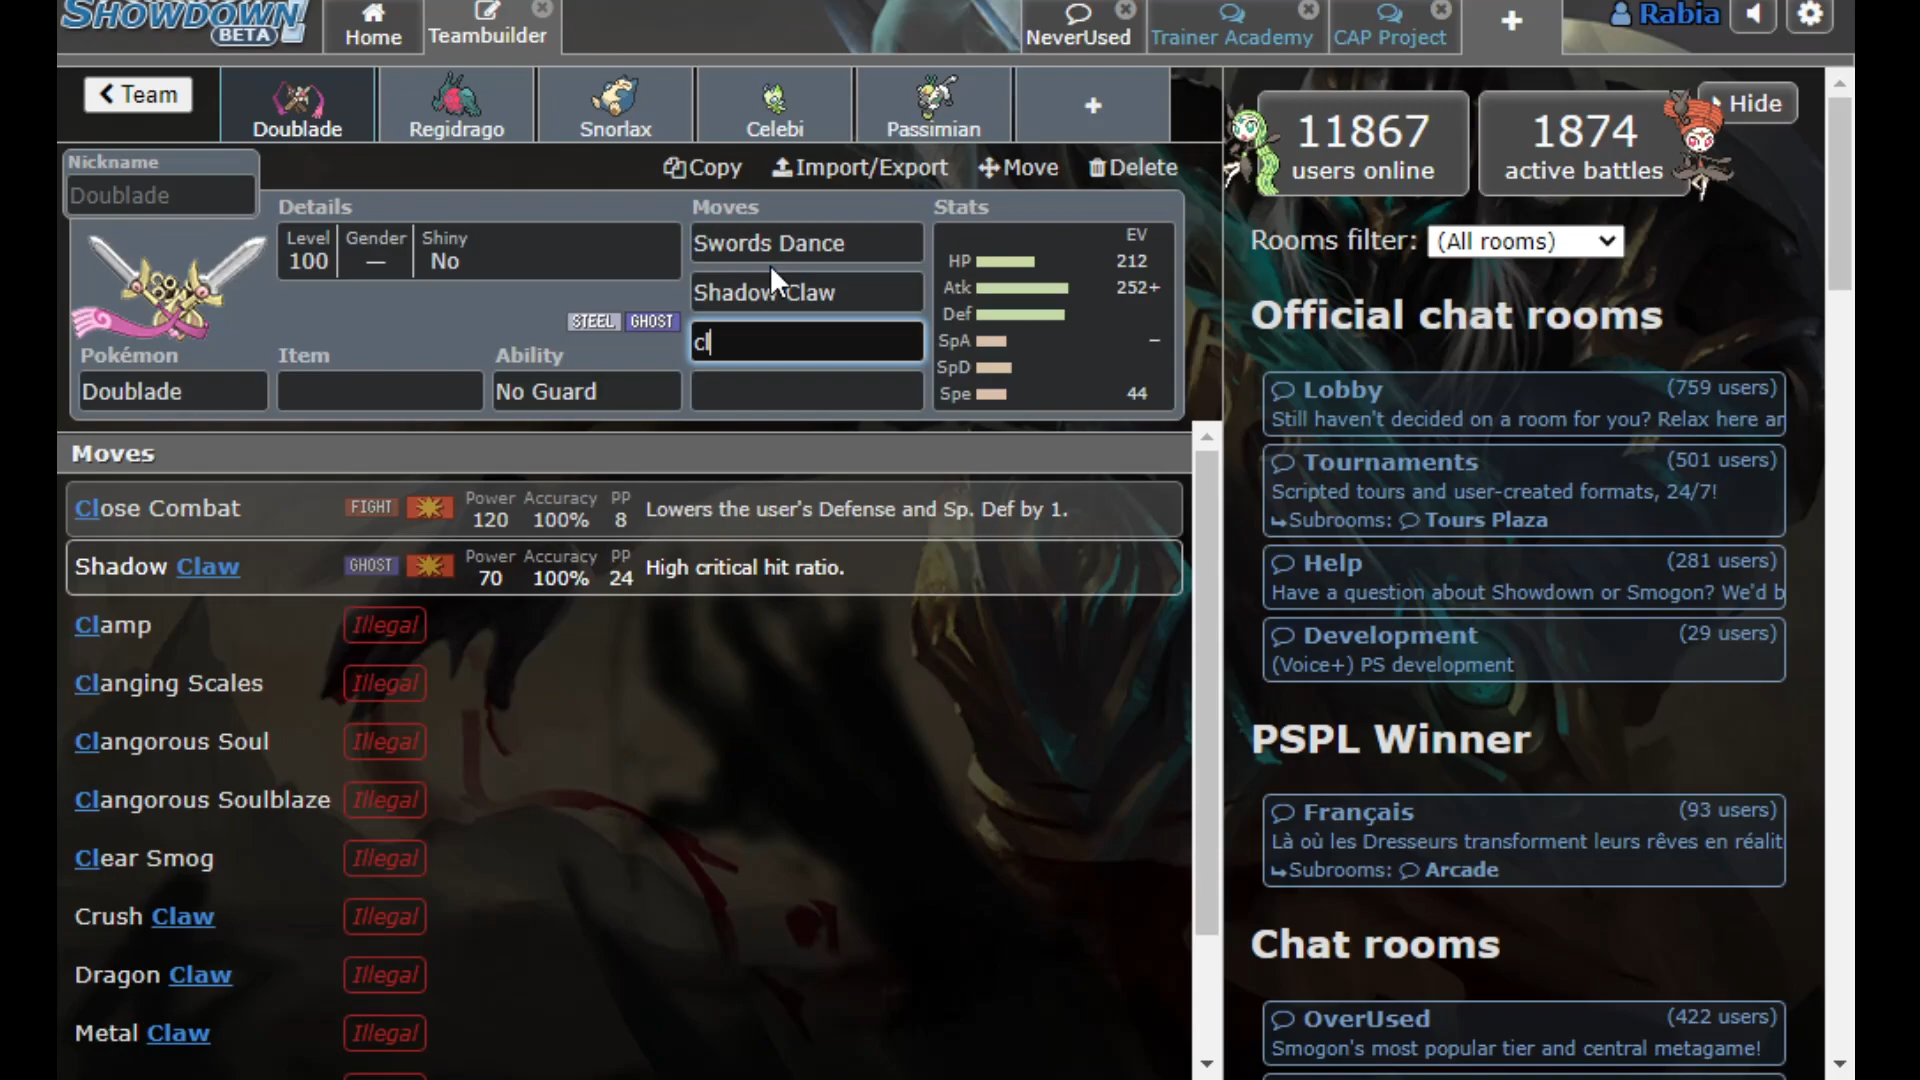 SHOWDOWN
BETA
Home
Teambuilder
NeverUsed
Trainer Academy
CAP Project
Rabia
Team
Doublade
Regidrago
Snorlax
Celebi
Passimian
Hide
11867
users online
1874
active battles
Nickname
Doublade
Copy
Import/Export
Move
Delete
Details
Moves
Stats
Level
100
Gender
—
Shiny
No
Swords Dance
Shadow Claw
cl
EV
HP 212
Atk 252+
Def
SpA –
SpD
Spe 44
STEEL GHOST
Pokémon
Item
Ability
Doublade
No Guard
Rooms filter: (All rooms)
Official chat rooms
Lobby (759 users)
Still haven't decided on a room for you? Relax here ar
Tournaments (501 users)
Scripted tours and user-created formats, 24/7!
Subrooms: Tours Plaza
Help (281 users)
Have a question about Showdown or Smogon? We'd b
Development (29 users)
(Voice+) PS development
PSPL Winner
Français (93 users)
Là où les Dresseurs transforment leurs rêves en réalit
Subrooms: Arcade
Chat rooms
OverUsed (422 users)
Smogon's most popular tier and central metagame!
Moves
Close Combat FIGHT Power 120 Accuracy 100% PP 8 Lowers the user's Defense and Sp. Def by 1.
Shadow Claw GHOST Power 70 Accuracy 100% PP 24 High critical hit ratio.
Clamp Illegal
Clanging Scales Illegal
Clangorous Soul Illegal
Clangorous Soulblaze Illegal
Clear Smog Illegal
Crush Claw Illegal
Dragon Claw Illegal
Metal Claw Illegal